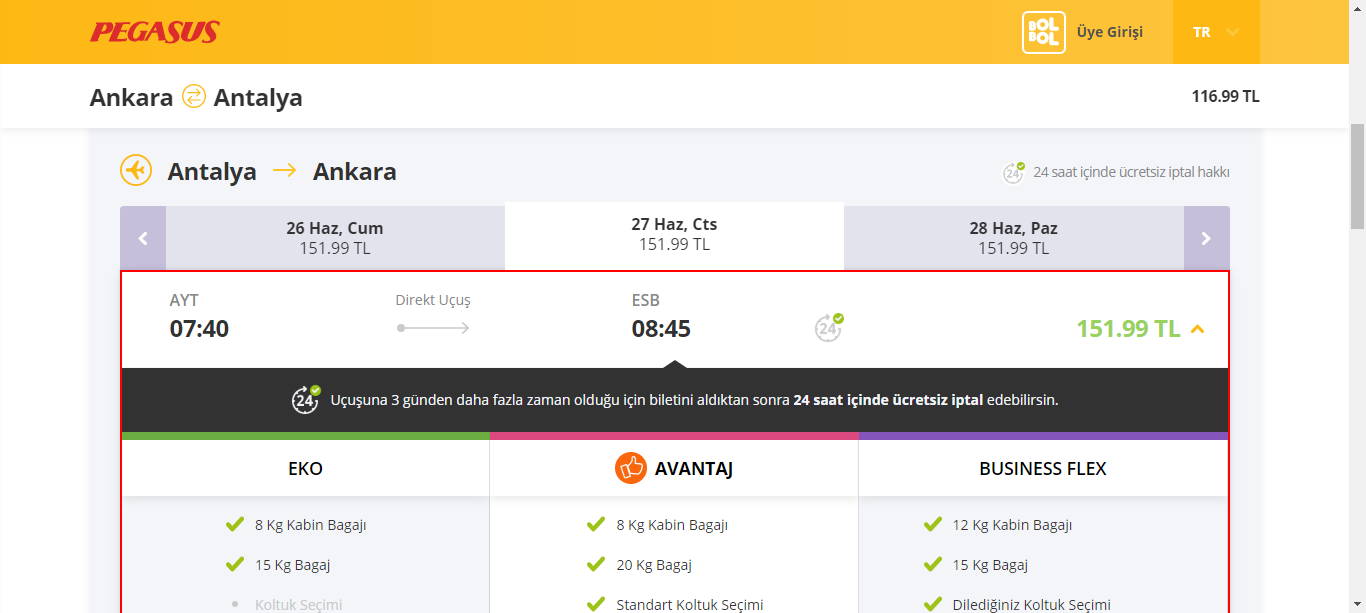 PEGASUS
BOL BOL
Üye Girişi
TR
Ankara Antalya
116.99 TL
Antalya Ankara
24
24 saat içinde ücretsiz iptal hakkı
26 Haz, Cum
151.99 TL
27 Haz, Cts
151.99 TL
28 Haz, Paz
151.99 TL
AYT
07:40
Direkt Uçuş
ESB
08:45
24
151.99 TL
24
Uçuşuna 3 günden daha fazla zaman olduğu için biletini aldıktan sonra 24 saat içinde ücretsiz iptal edebilirsin.
EKO
8 Kg Kabin Bagajı
15 Kg Bagaj
Koltuk Seçimi
AVANTAJ
8 Kg Kabin Bagajı
20 Kg Bagaj
Standart Koltuk Seçimi
BUSINESS FLEX
12 Kg Kabin Bagajı
15 Kg Bagaj
Dilediğiniz Koltuk Seçimi